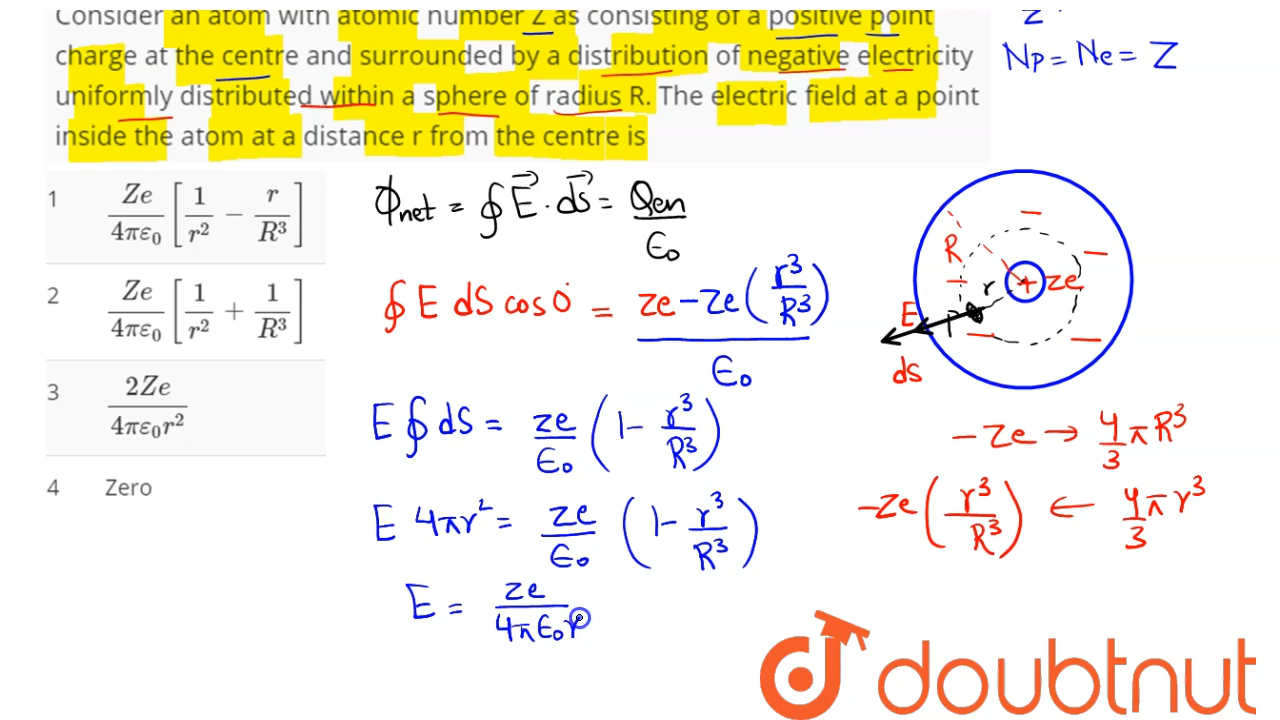 Consider an atom with atomic number Z as consisting of a positive point
charge at the centre and surrounded by a distribution of negative electricity
uniformly distributed within a sphere of radius R. The electric field at a point
inside the atom at a distance r from the centre is
Z
Np = Ne = Z
1 Ze/4πε₀ [1/r² − r/R³]
2 Ze/4πε₀ [1/r² + 1/R³]
3 2Ze/4πε₀r²
4 Zero
ϕnet = ∮ E⃗ · ds⃗ = Qen/ϵ₀
∮ E ds cos 0° = (ze − ze (r³/R³))/ϵ₀
E ∮ ds = ze/ϵ₀ (1 − r³/R³)
E 4πr² = ze/ϵ₀ (1 − r³/R³)
E = ze/4πϵ₀r
R
+
ze
r
E
P
ds
− ze → 4/3 πR³
− ze (r³/R³) ← 4/3 πr³
doubtnut